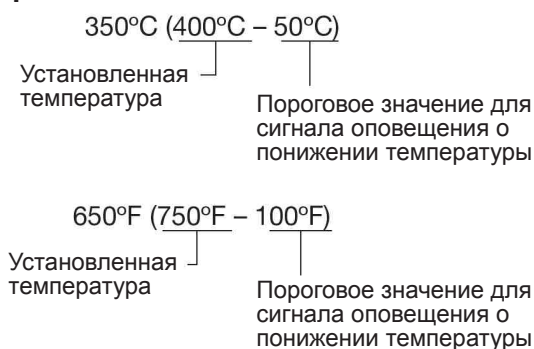 350ºC (400ºC – 50ºC)
Установленная
температура
Пороговое значение для
сигнала оповещения о
понижении температуры
650ºF (750ºF – 100ºF)
Установленная
температура
Пороговое значение для
сигнала оповещения о
понижении температуры